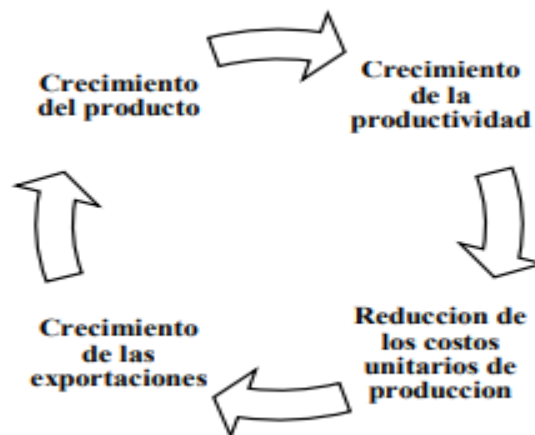 Crecimiento
del producto
Crecimiento
de la
productividad
Reduccion de
los costos
unitarios de
produccion
Crecimiento
de las
exportaciones